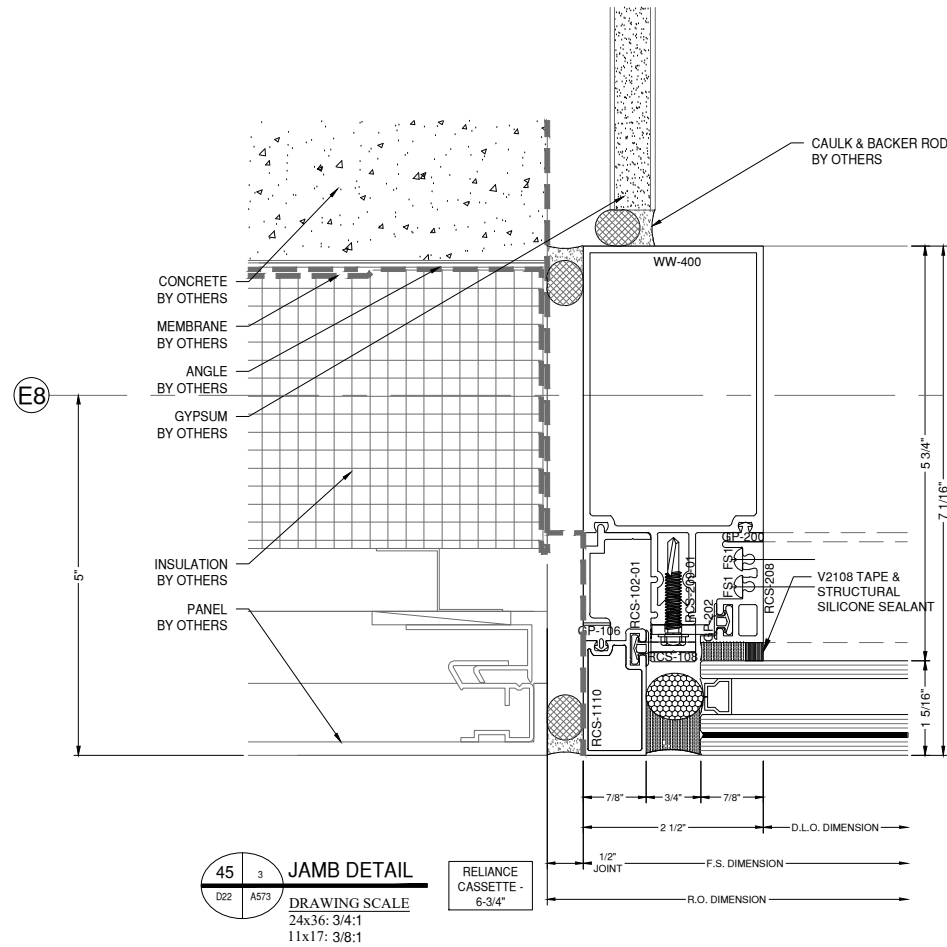 CAULK & BACKER ROD
BY OTHERS
WW-400
CONCRETE
BY OTHERS
MEMBRANE
BY OTHERS
ANGLE
BY OTHERS
E8
GYPSUM
BY OTHERS
5 3/4"
7 1/16"
GP-200
FS1
FS1
RCS-208
RCS-209-01
RCS-102-01
GP-202
INSULATION
BY OTHERS
V2108 TAPE &
STRUCTURAL
SILICONE SEALANT
5"
PANEL
BY OTHERS
GP-106
RCS-108
RCS-1110
1 5/16"
7/8"
3/4"
7/8"
2 1/2"
D.L.O. DIMENSION
1/2"
JOINT
F.S. DIMENSION
R.O. DIMENSION
45
3
D22
A573
JAMB DETAIL
DRAWING SCALE
24x36: 3/4:1
11x17: 3/8:1
RELIANCE
CASSETTE -
6-3/4"